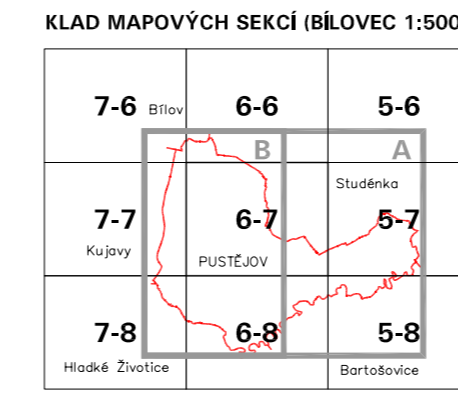 KLAD MAPOVÝCH SEKCÍ (BÍLOVEC 1:500
7-6 Bílov 6-6 5-6
B A
Studénka
7-7 6-7 5-7
Kujavy
PUSTĚJOV
7-8 6-8 5-8
Hladké Životice Bartošovice